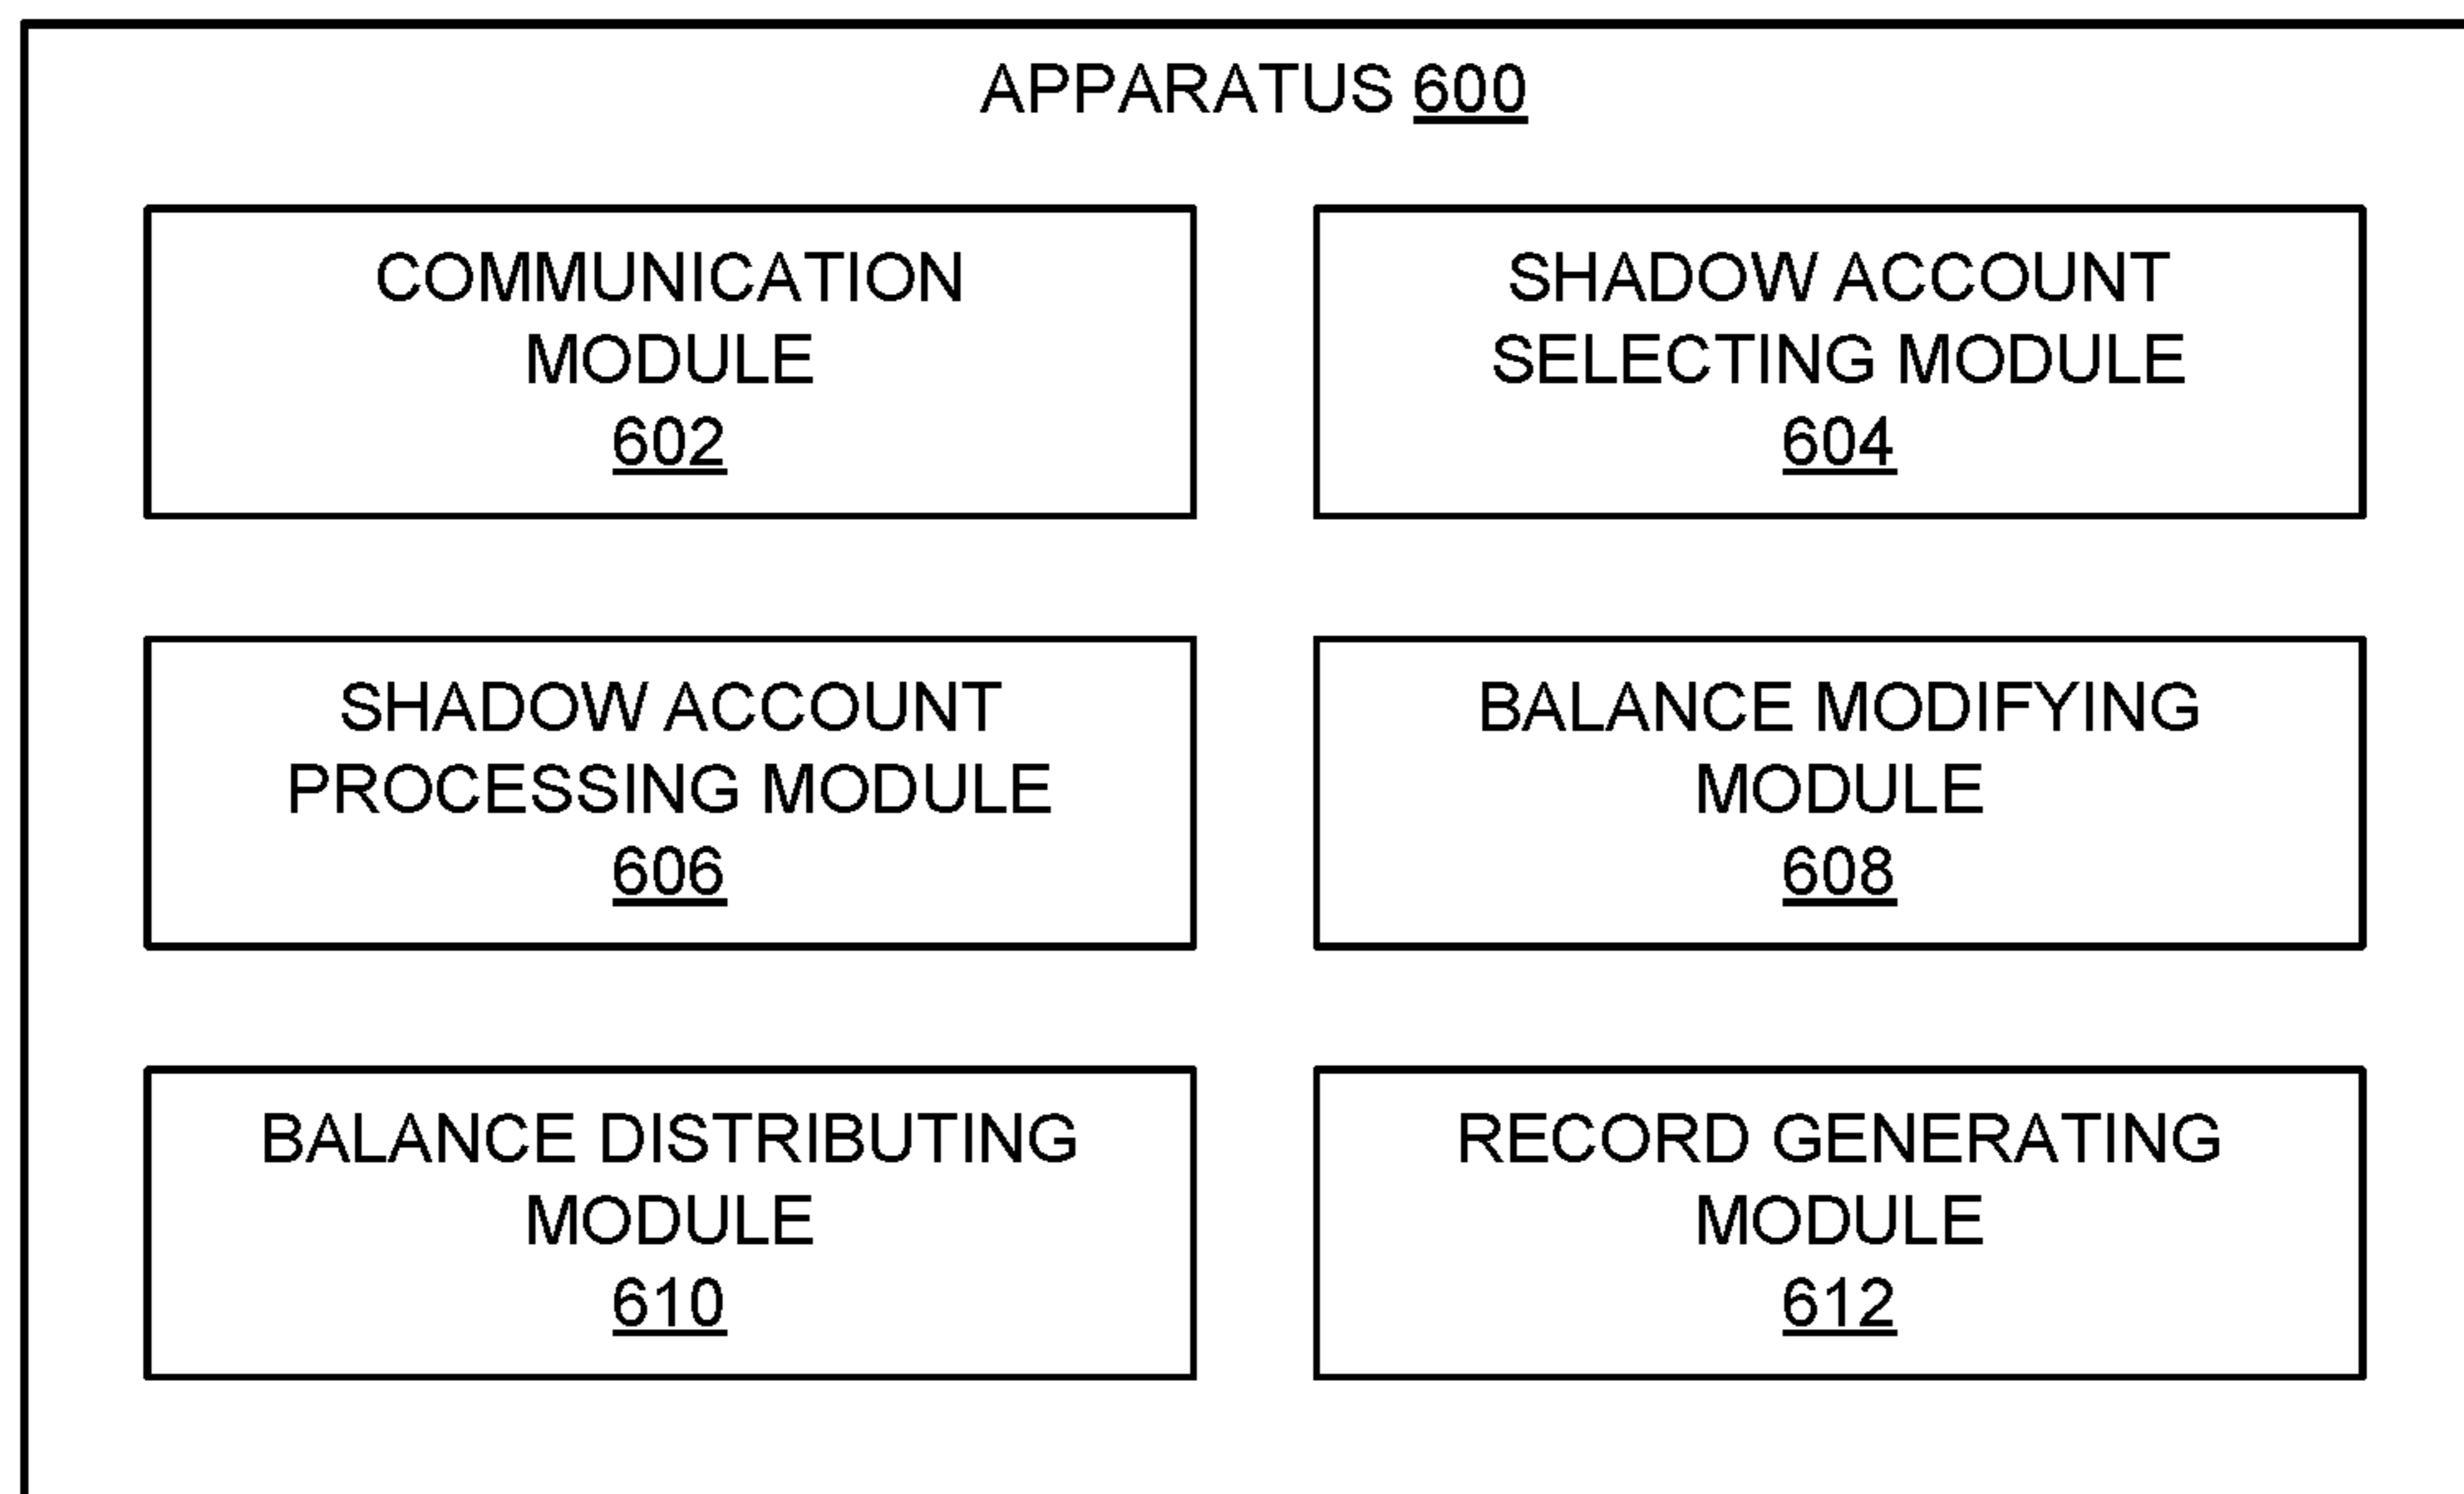 APPARATUS 600
COMMUNICATION
MODULE
602
SHADOW ACCOUNT
SELECTING MODULE
604
SHADOW ACCOUNT
PROCESSING MODULE
606
BALANCE MODIFYING
MODULE
608
BALANCE DISTRIBUTING
MODULE
610
RECORD GENERATING
MODULE
612